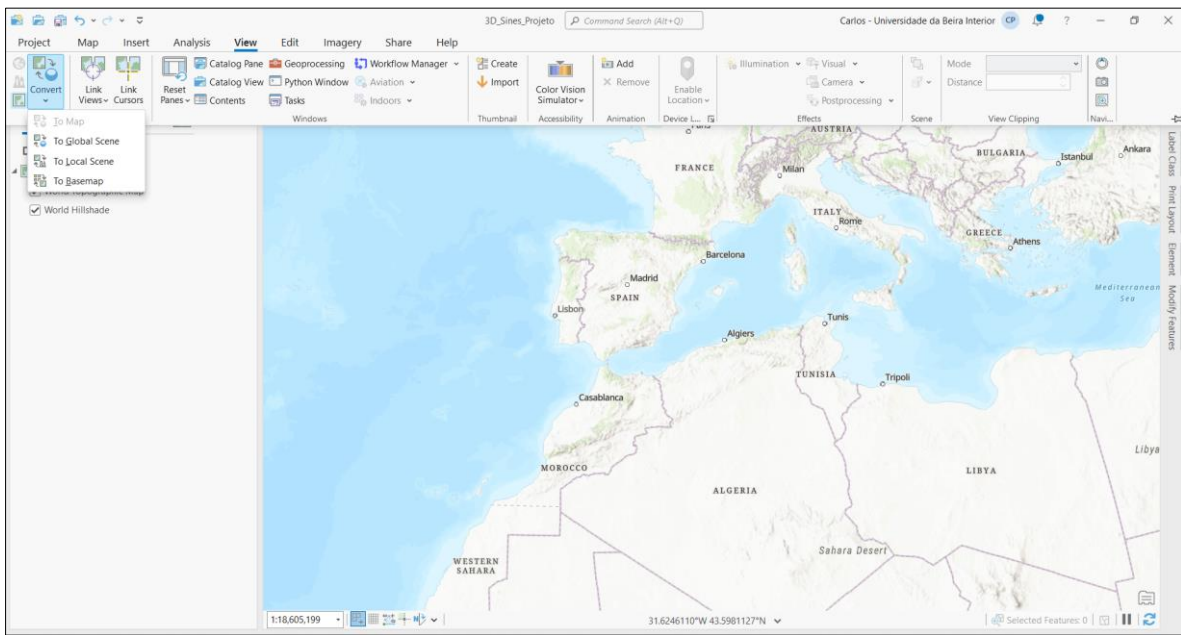 3D_Sines_Projeto Command Search (Alt+Q) Carlos - Universidade da Beira Interior CP ?
Project Map Insert Analysis View Edit Imagery Share Help
Convert
Link Views
Link Cursors
Reset Panes
Catalog Pane Geoprocessing Workflow Manager
Catalog View Python Window Aviation
Contents Tasks Indoors
Windows
Create
Import
Thumbnail
Color Vision Simulator
Accessibility
Add
Remove
Animation
Enable Location
Device L...
Illumination Visual
Camera
Postprocessing
Effects
Scene
Mode
Distance
View Clipping
Navi...
To Map
To Global Scene
To Local Scene
To Basemap
World Topographic Map
World Hillshade
Paris
AUSTRIA
FRANCE
Milan
BULGARIA
Istanbul
Ankara
ITALY
Rome
GREECE
Athens
Barcelona
Madrid
SPAIN
Lisbon
Mediterranean
Sea
Algiers
Tunis
TUNISIA
Tripoli
Casablanca
MOROCCO
ALGERIA
LIBYA
Libya
Sahara Desert
WESTERN
SAHARA
Label Class
Print Layout
Element
Modify Features
1:18,605,199 31.6246110°W 43.5981127°N Selected Features: 0